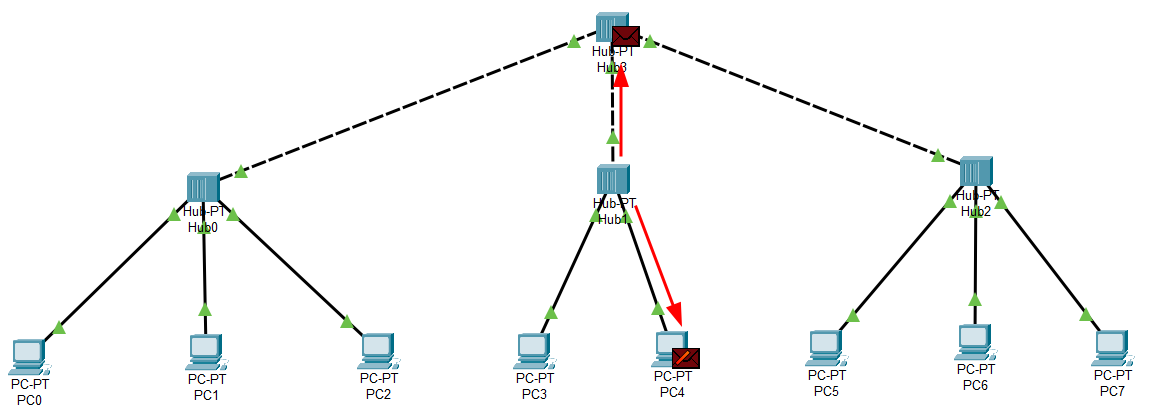 Hub-PT
Hub3
Hub-PT
Hub0
Hub-PT
Hub1
Hub-PT
Hub2
PC-PT
PC0
PC-PT
PC1
PC-PT
PC2
PC-PT
PC3
PC-PT
PC4
PC-PT
PC5
PC-PT
PC6
PC-PT
PC7